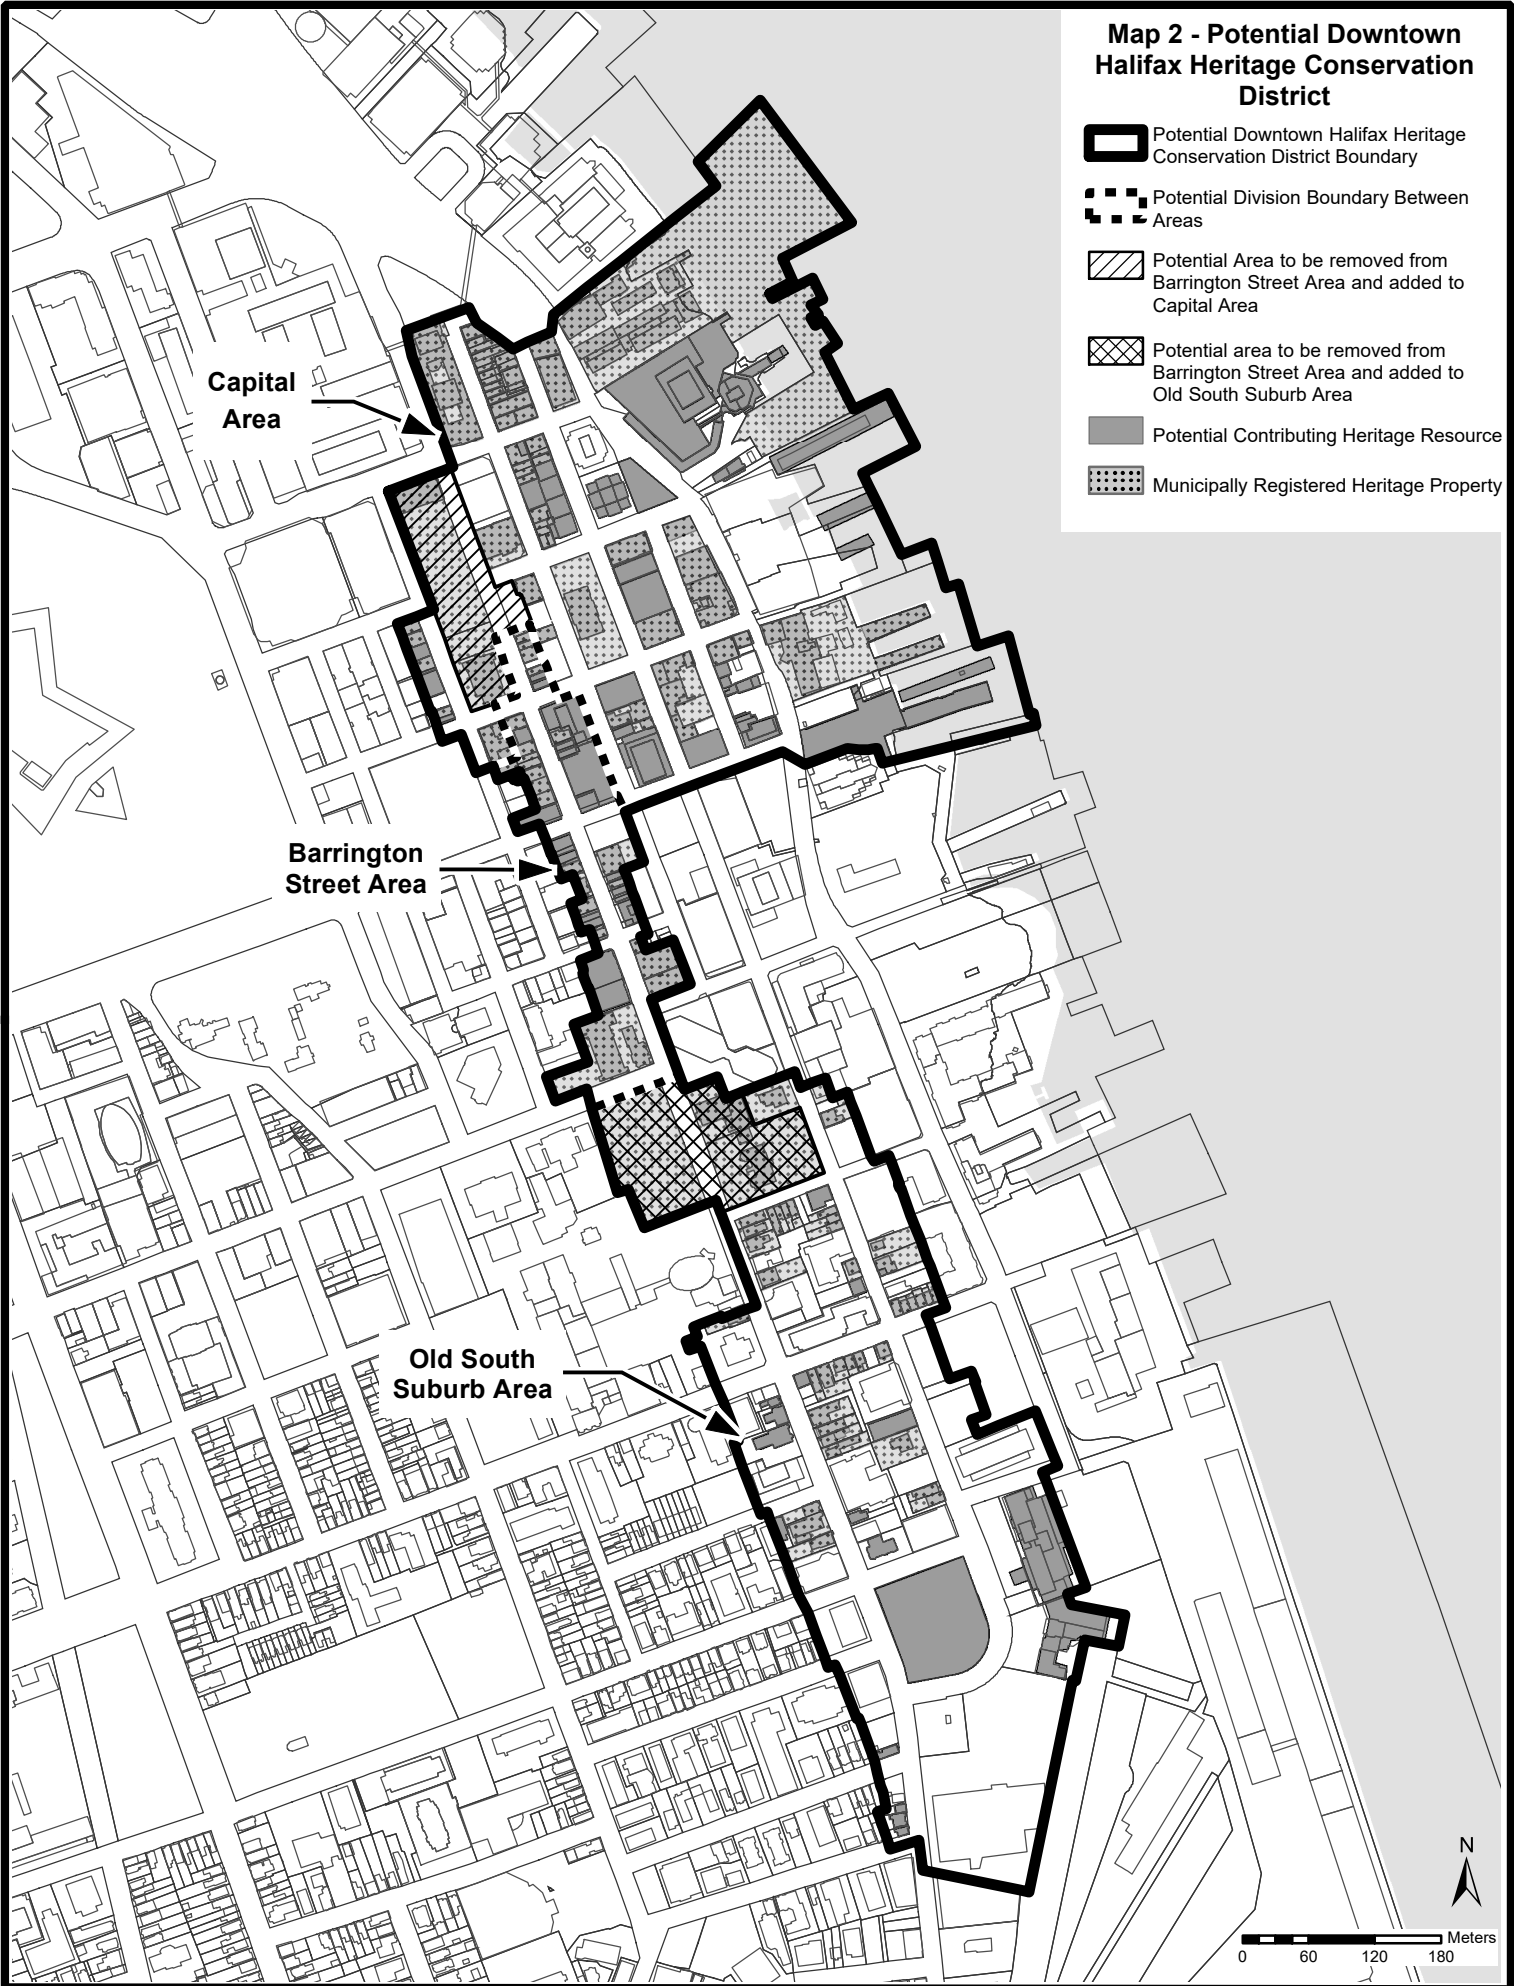 Map 2 - Potential Downtown
Halifax Heritage Conservation
District
Potential Downtown Halifax Heritage
Conservation District Boundary
Potential Division Boundary Between
Areas
Potential Area to be removed from
Barrington Street Area and added to
Capital Area
Potential area to be removed from
Barrington Street Area and added to
Old South Suburb Area
Potential Contributing Heritage Resource
Municipally Registered Heritage Property
Capital
Area
Barrington
Street Area
Old South
Suburb Area
N
Meters
0 60 120 180